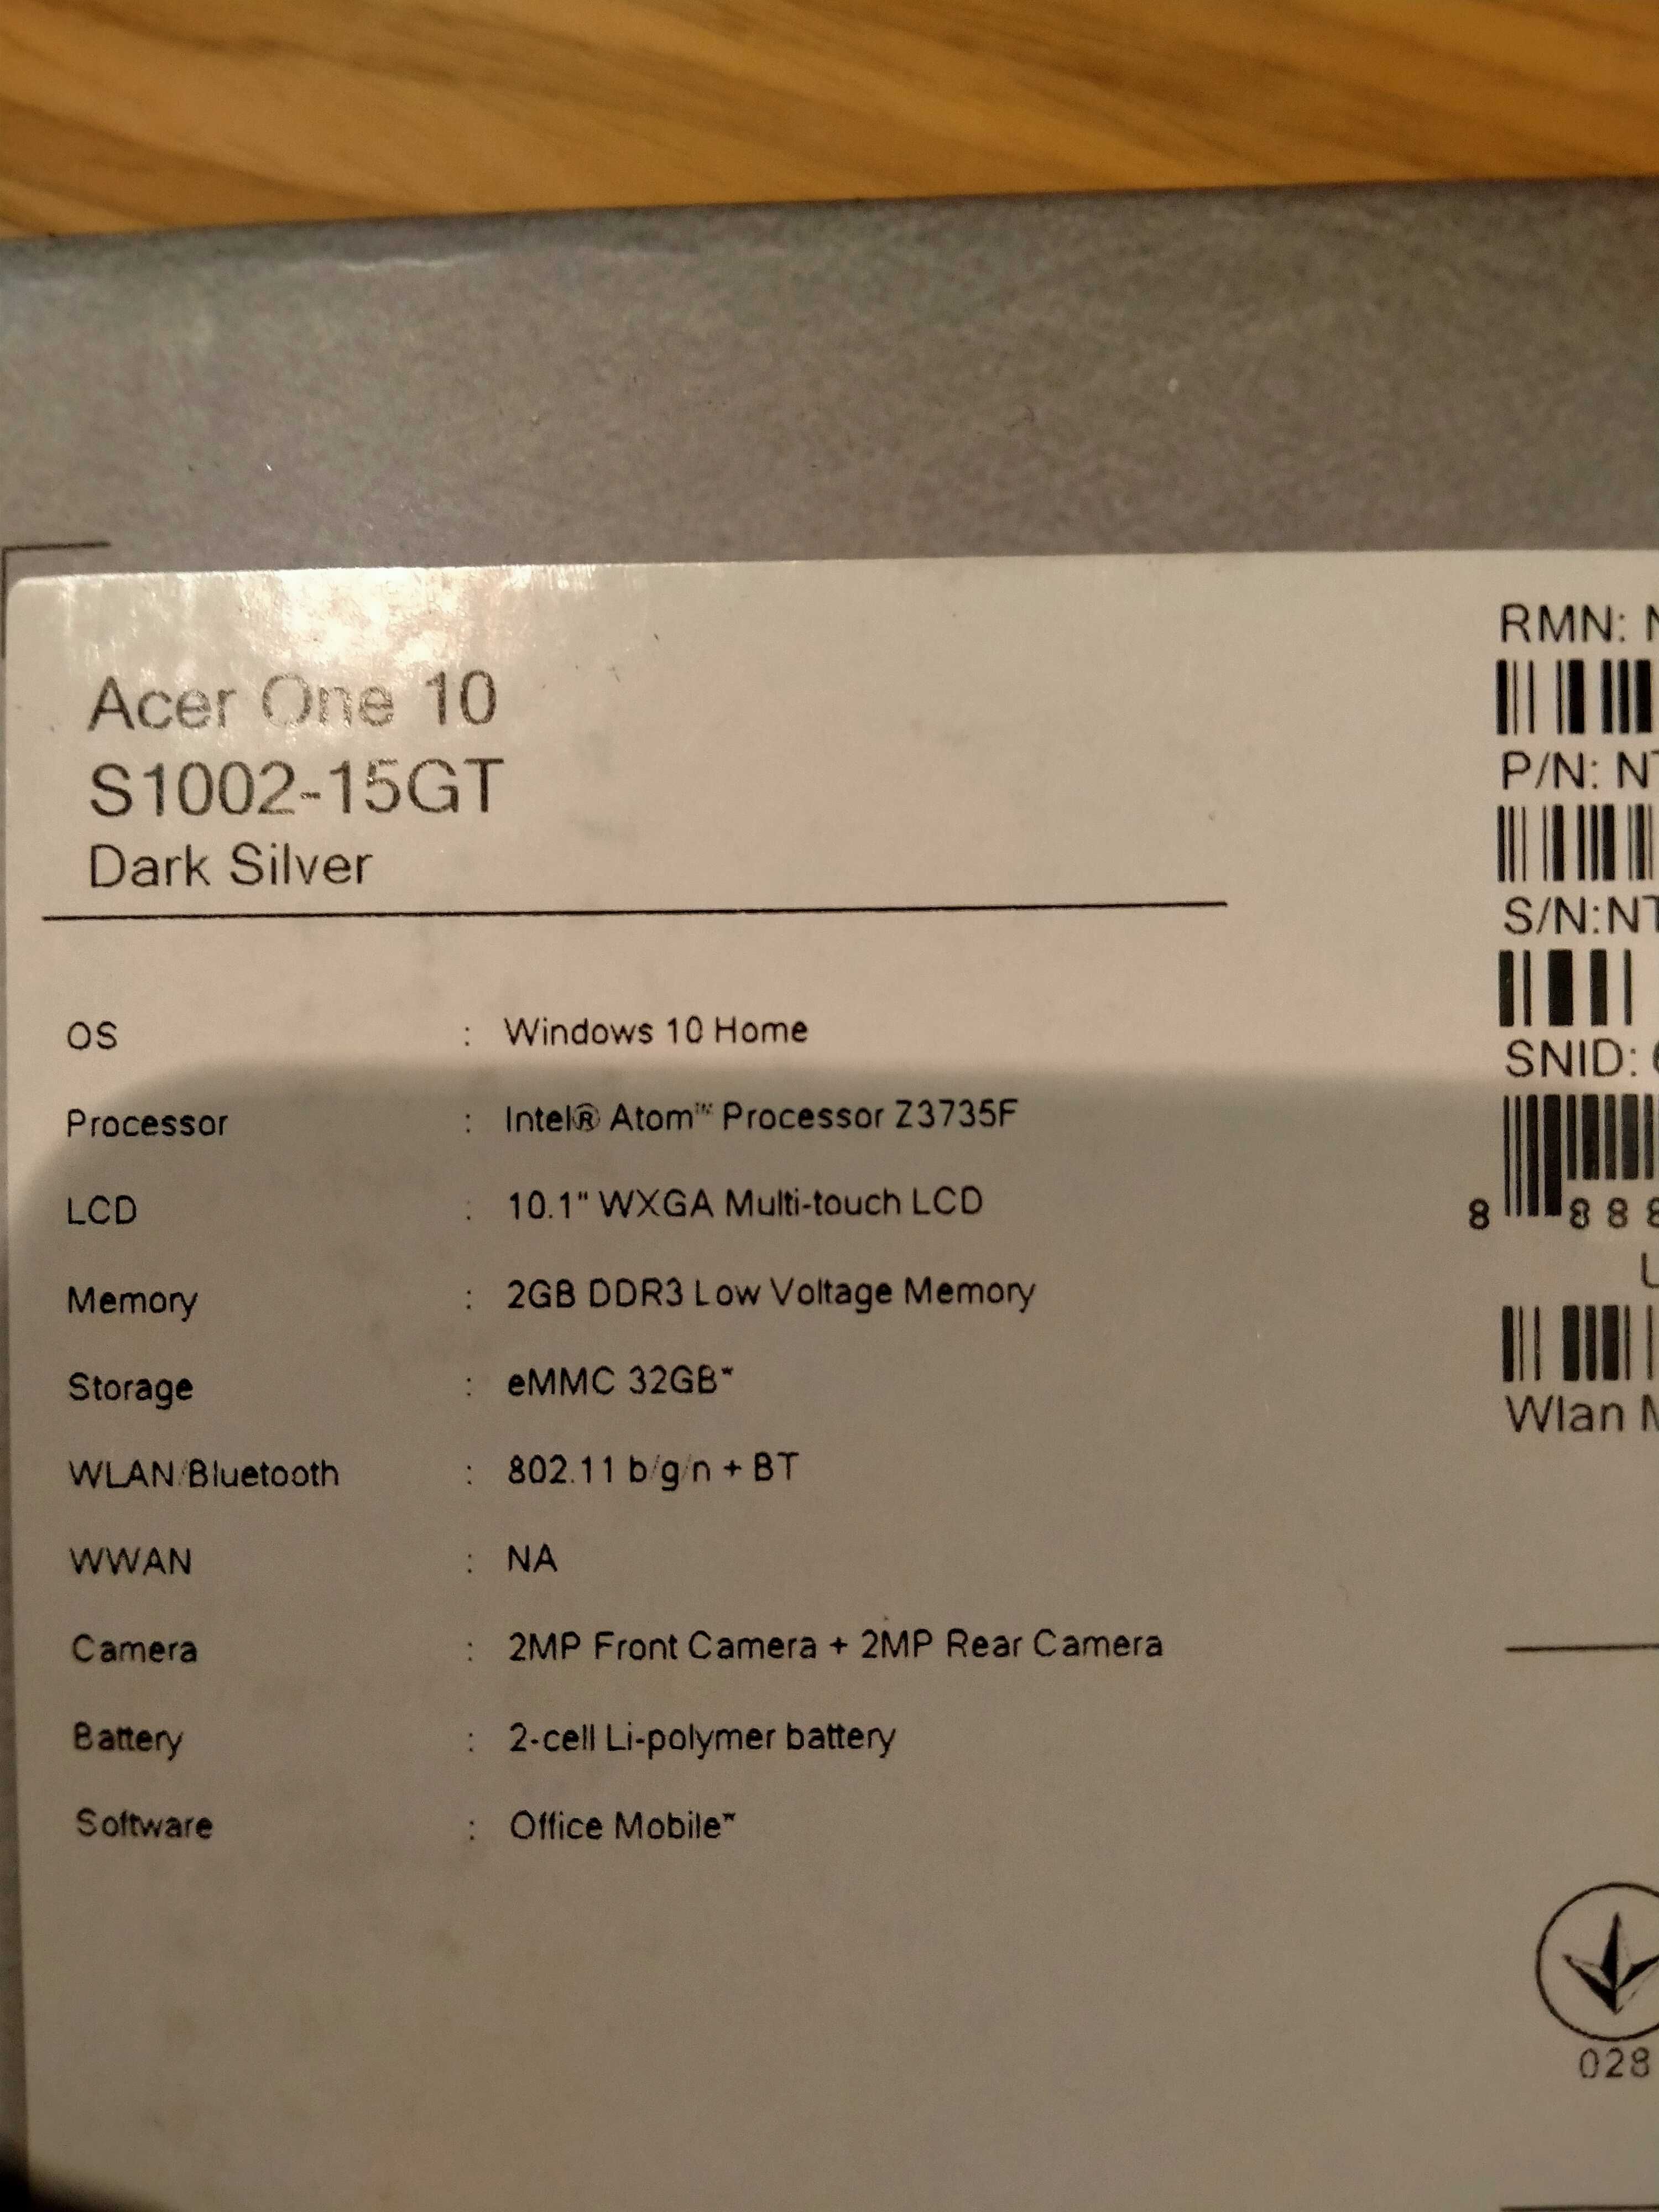 Acer One 10
S1002-15GT
Dark Silver
OS : Windows 10 Home
Processor : Intel® Atom™ Processor Z3735F
LCD : 10.1" WXGA Multi-touch LCD
Memory : 2GB DDR3 Low Voltage Memory
Storage : eMMC 32GB*
WLAN/Bluetooth : 802.11 b/g/n + BT
WWAN : NA
Camera : 2MP Front Camera + 2MP Rear Camera
Battery : 2-cell Li-polymer battery
Software : Office Mobile*
RMN:
P/N: NT
S/N:NT
SNID:
8 888
Wlan
028